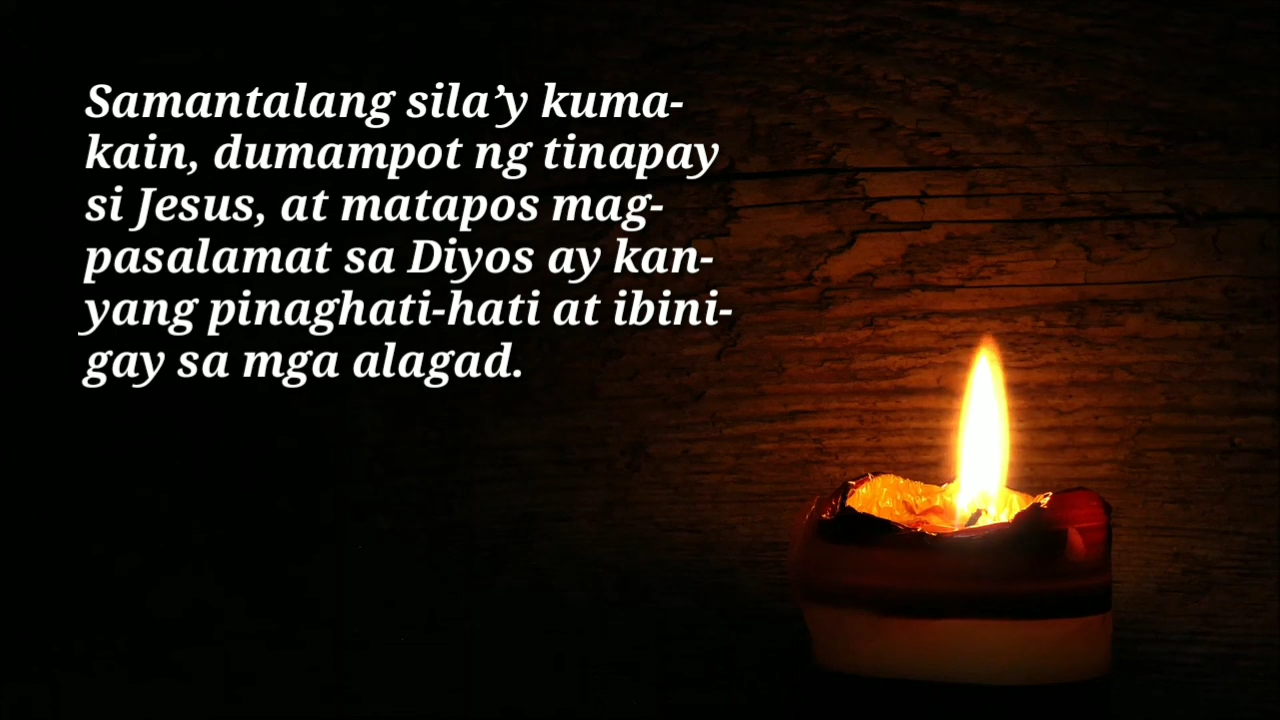 Samantalang sila’y kuma-
kain, dumampot ng tinapay
si Jesus, at matapos mag-
pasalamat sa Diyos ay kan-
yang pinaghati-hati at ibini-
gay sa mga alagad.